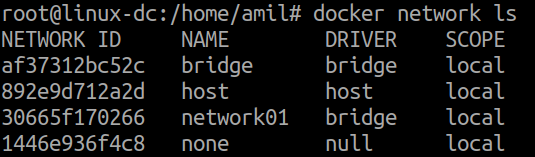 root@linux-dc:/home/amil# docker network ls
NETWORK ID     NAME        DRIVER    SCOPE
af37312bc52c   bridge      bridge    local
892e9d712a2d   host        host      local
30665f170266   network01   bridge    local
1446e936f4c8   none        null      local